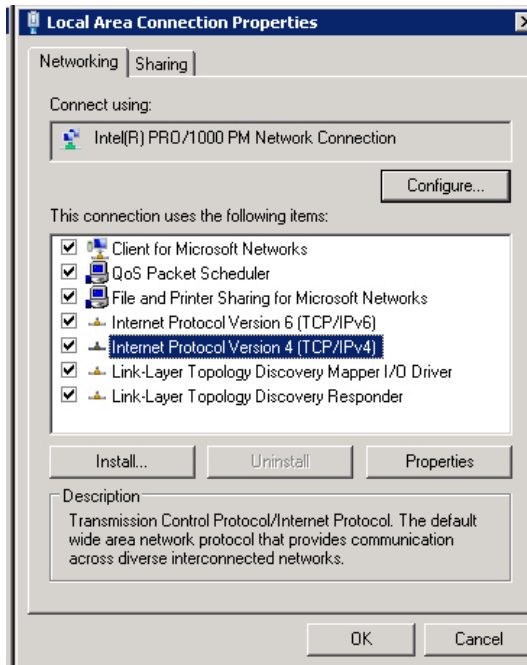 Local Area Connection Properties
Networking
Sharing
Connect using:
Intel(R) PRO/1000 PM Network Connection
Configure...
This connection uses the following items:
Client for Microsoft Networks
QoS Packet Scheduler
File and Printer Sharing for Microsoft Networks
Internet Protocol Version 6 (TCP/IPv6)
Internet Protocol Version 4 (TCP/IPv4)
Link-Layer Topology Discovery Mapper I/O Driver
Link-Layer Topology Discovery Responder
Install...
Uninstall
Properties
Description
Transmission Control Protocol/Internet Protocol. The default
wide area network protocol that provides communication
across diverse interconnected networks.
OK
Cancel